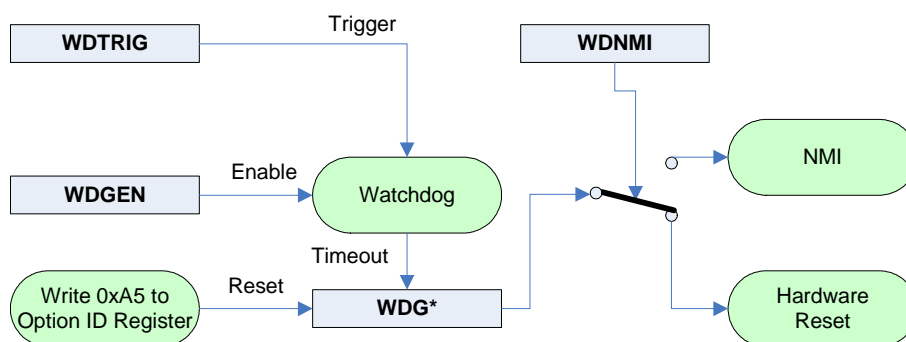 Trigger
WDTRIG
WDNMI
NMI
Enable
WDGEN
Watchdog
Timeout
Write 0xA5 to
Option ID Register
Reset
WDG*
Hardware
Reset